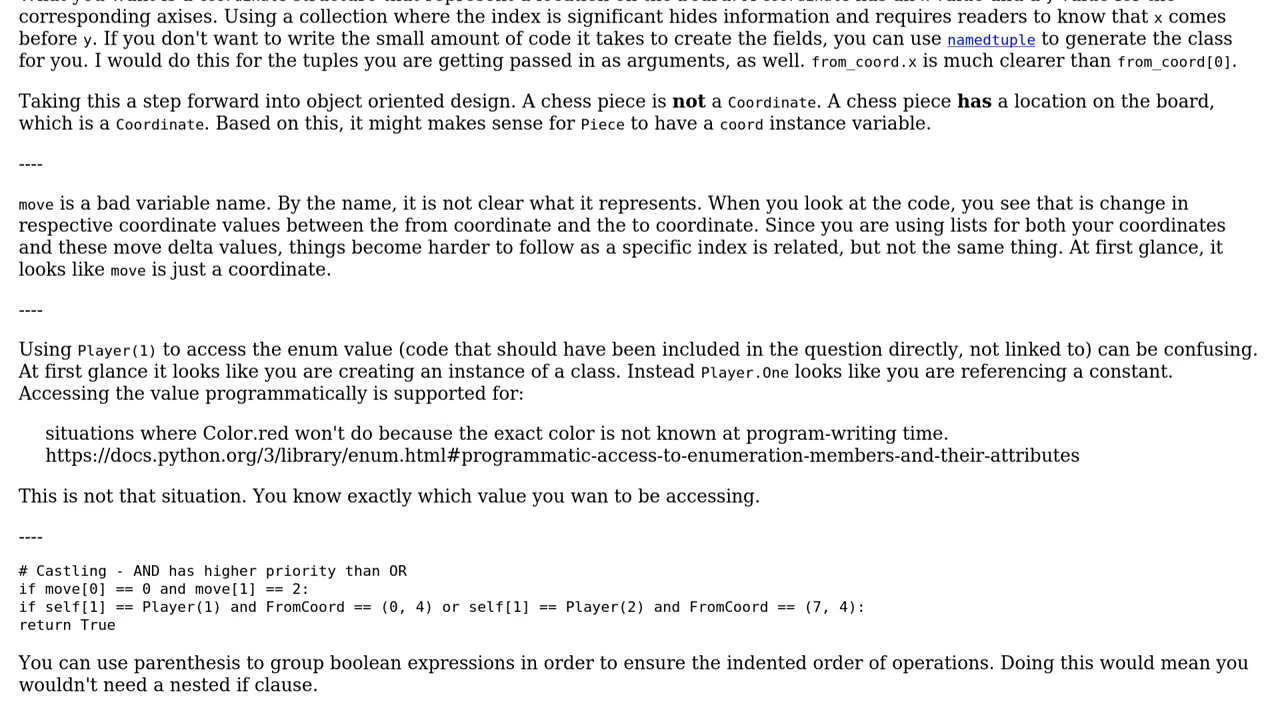 corresponding axises. Using a collection where the index is significant hides information and requires readers to know that x comes
before y. If you don't want to write the small amount of code it takes to create the fields, you can use namedtuple to generate the class
for you. I would do this for the tuples you are getting passed in as arguments, as well. from_coord.x is much clearer than from_coord[0].
Taking this a step forward into object oriented design. A chess piece is not a Coordinate. A chess piece has a location on the board,
which is a Coordinate. Based on this, it might makes sense for Piece to have a coord instance variable.
----
move is a bad variable name. By the name, it is not clear what it represents. When you look at the code, you see that is change in
respective coordinate values between the from coordinate and the to coordinate. Since you are using lists for both your coordinates
and these move delta values, things become harder to follow as a specific index is related, but not the same thing. At first glance, it
looks like move is just a coordinate.
----
Using Player(1) to access the enum value (code that should have been included in the question directly, not linked to) can be confusing.
At first glance it looks like you are creating an instance of a class. Instead Player.One looks like you are referencing a constant.
Accessing the value programmatically is supported for:
situations where Color.red won't do because the exact color is not known at program-writing time.
https://docs.python.org/3/library/enum.html#programmatic-access-to-enumeration-members-and-their-attributes
This is not that situation. You know exactly which value you wan to be accessing.
----
# Castling - AND has higher priority than OR
if move[0] == 0 and move[1] == 2:
if self[1] == Player(1) and FromCoord == (0, 4) or self[1] == Player(2) and FromCoord == (7, 4):
return True
You can use parenthesis to group boolean expressions in order to ensure the indented order of operations. Doing this would mean you
wouldn't need a nested if clause.